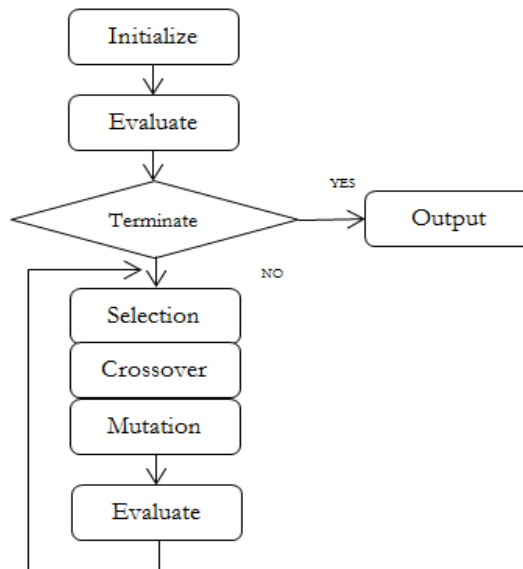 Initialize
Evaluate
YES
Terminate
Output
NO
Selection
Crossover
Mutation
Evaluate